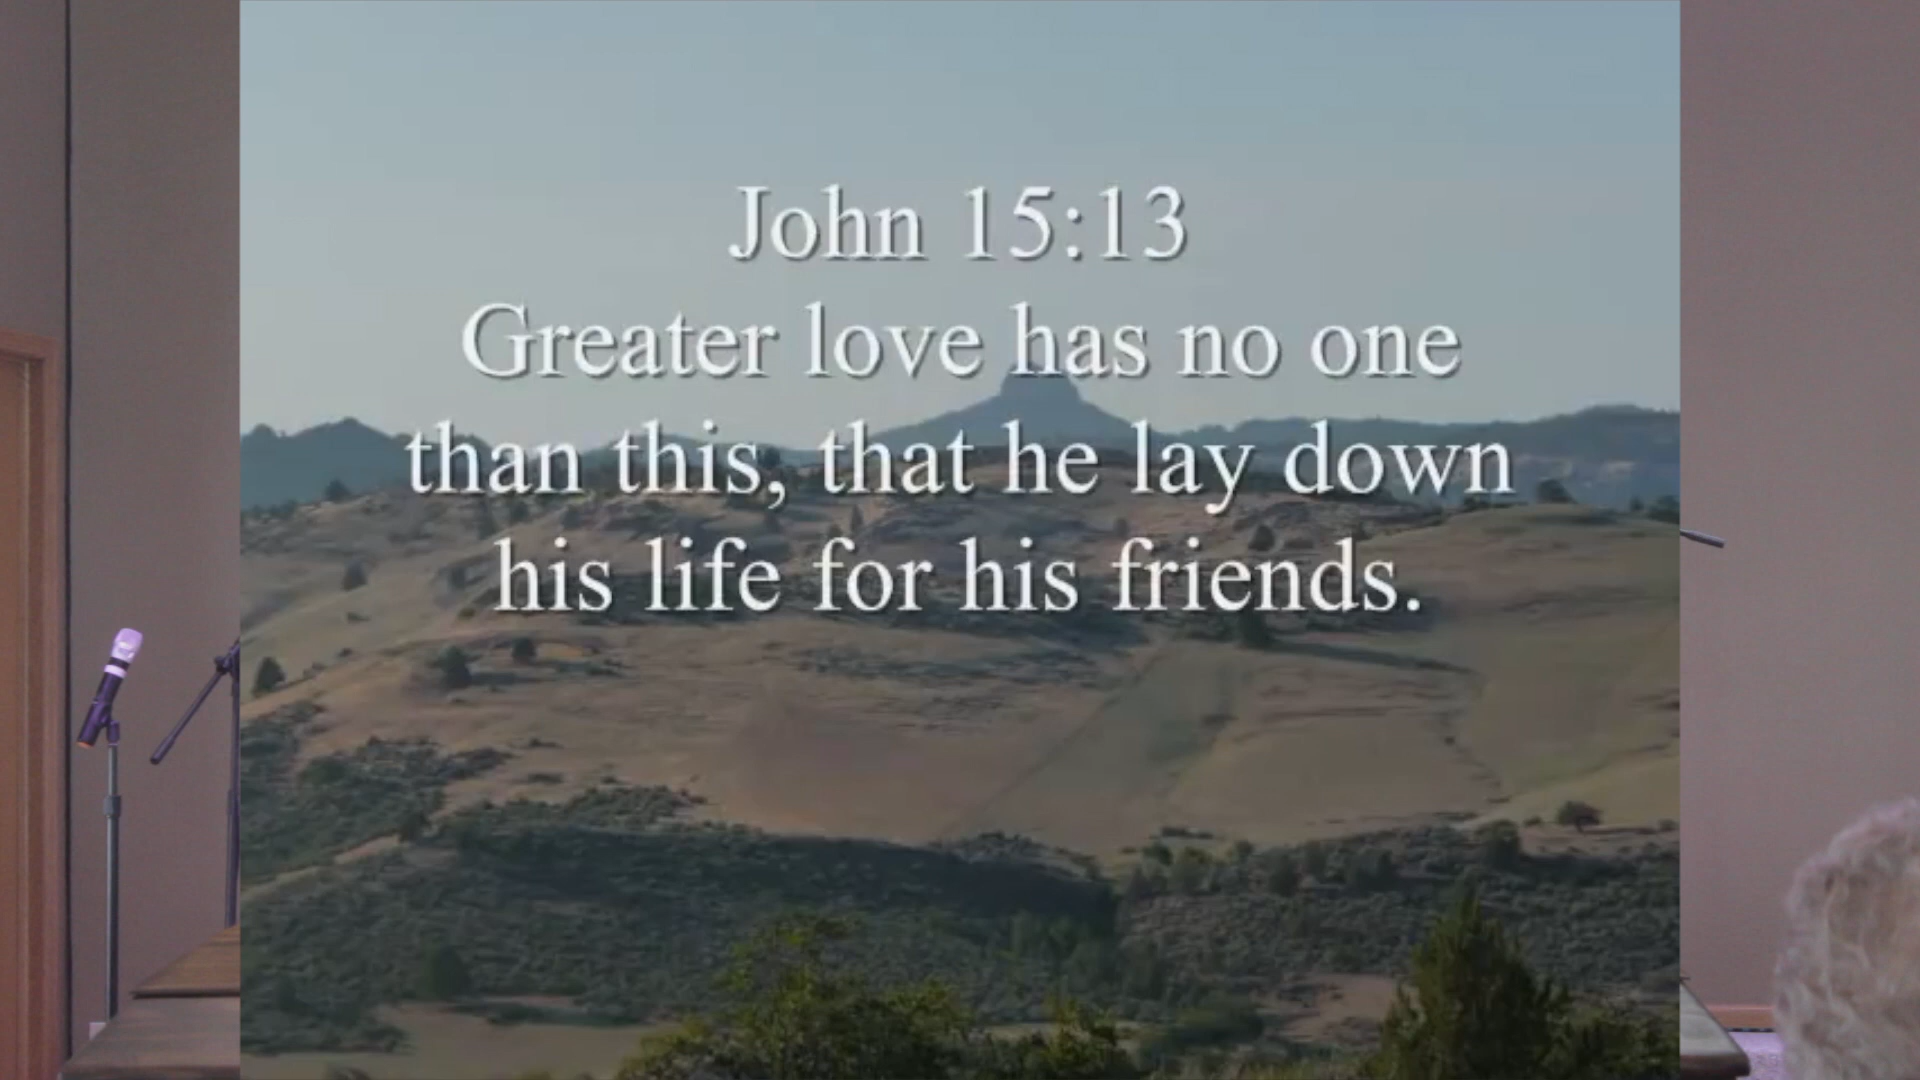 John 15:13
Greater love has no one
than this, that he lay down
his life for his friends.